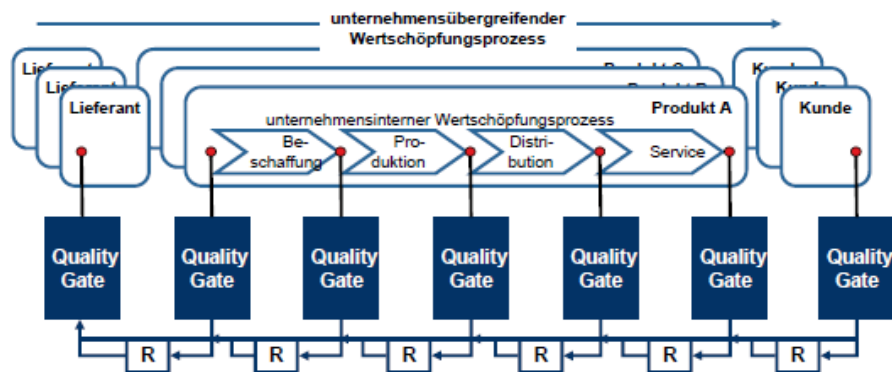 unternehmensübergreifender
Wertschöpfungsprozess
Lieferant
Produkt A
Kunde
unternehmensinterner Wertschöpfungsprozess
Be-
schaffung
Pro-
duktion
Distri-
bution
Service
Quality
Gate
Quality
Gate
Quality
Gate
Quality
Gate
Quality
Gate
Quality
Gate
Quality
Gate
R
R
R
R
R
R